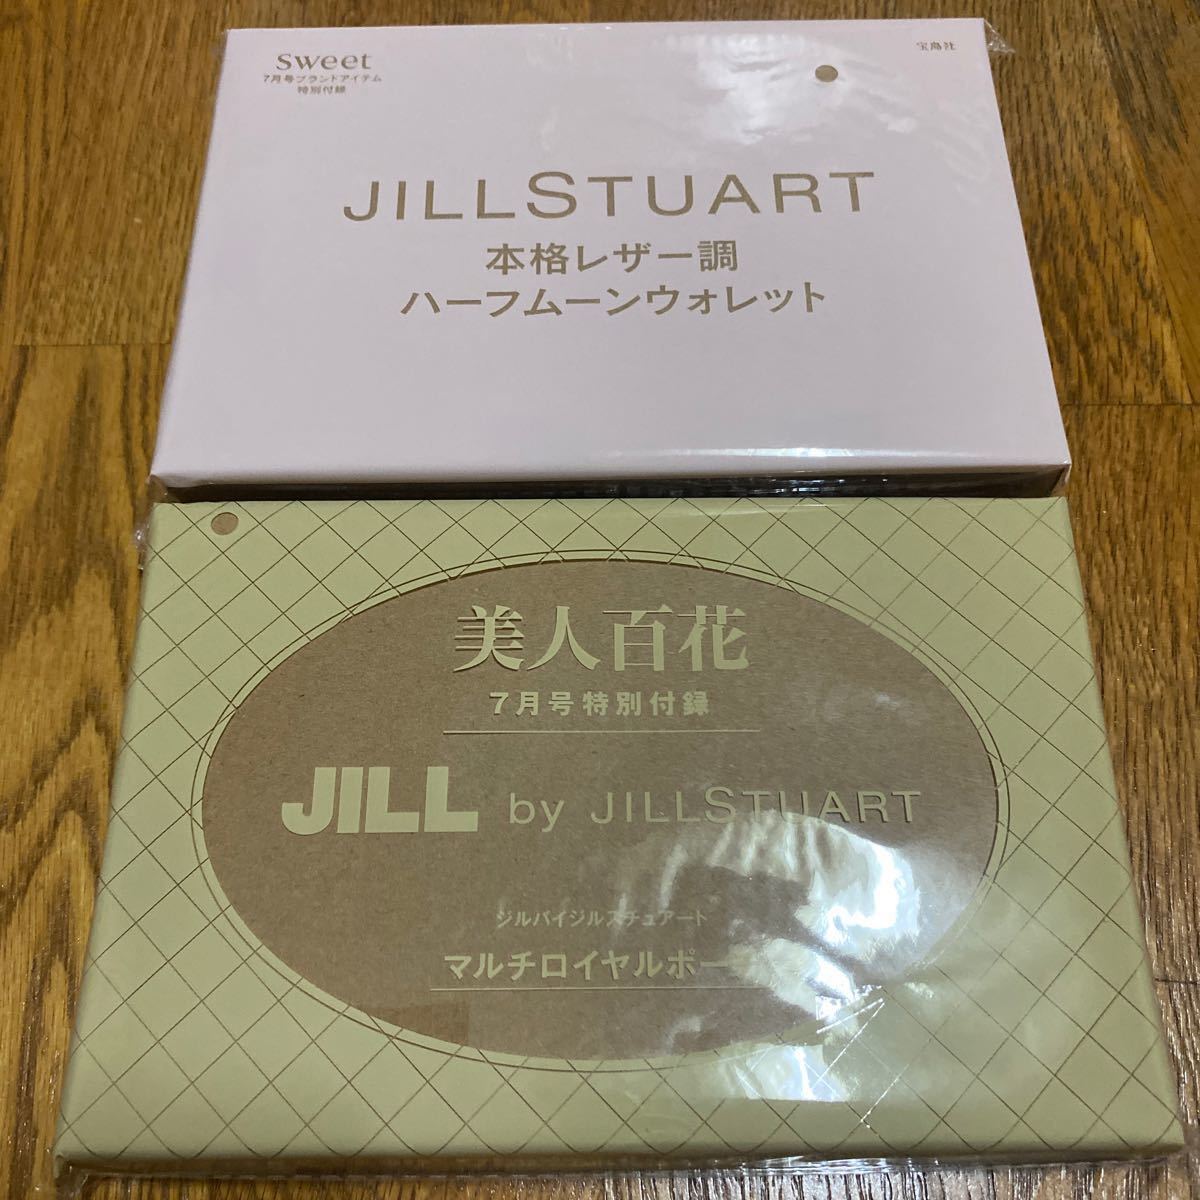 sweet
7月号ブランドアイテム
特別付録
宝島社
JILLSTUART
本格レザー調
ハーフムーンウォレット
美人百花
7月号特別付録
JILL by JILLSTUART
ジルバイジルスチュアート
マルチロイヤルポー